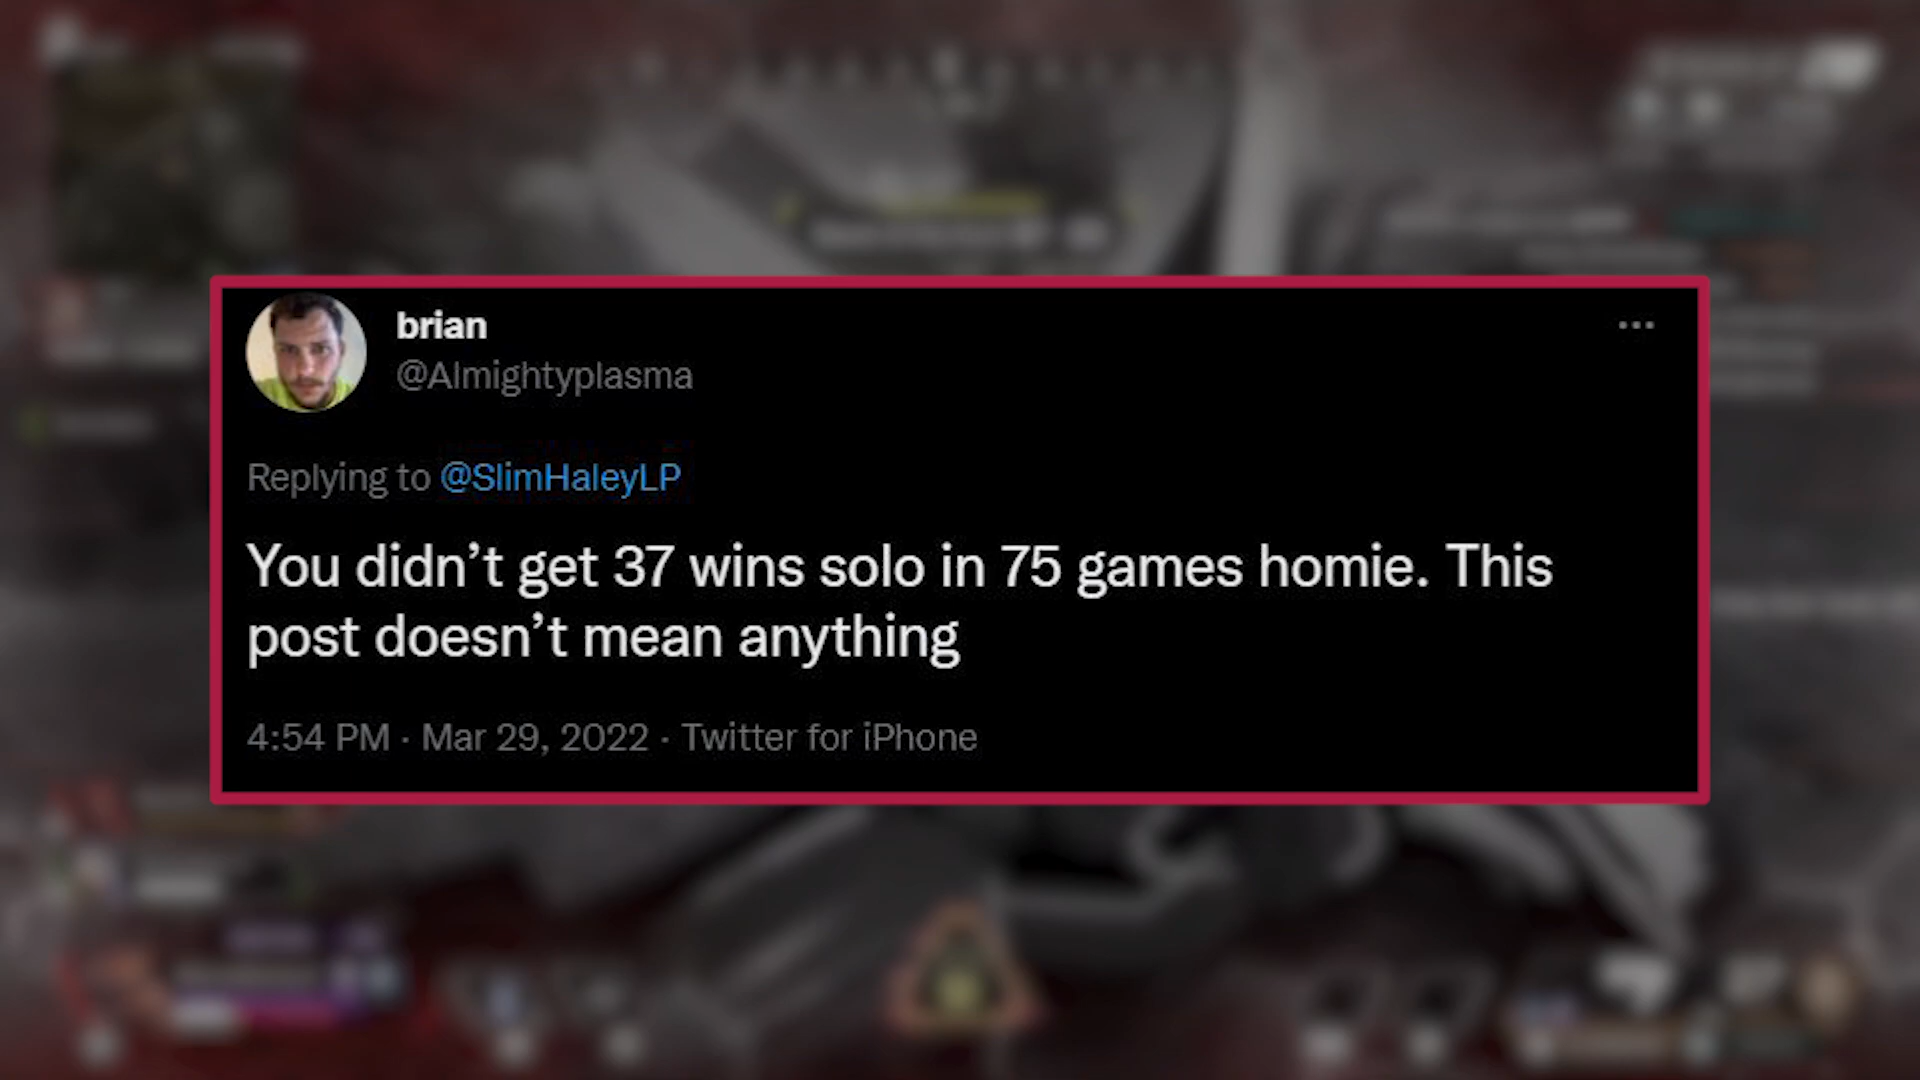 brian
@Almightyplasma
Replying to @SlimHaleyLP
You didn’t get 37 wins solo in 75 games homie. This
post doesn’t mean anything
4:54 PM · Mar 29, 2022 · Twitter for iPhone